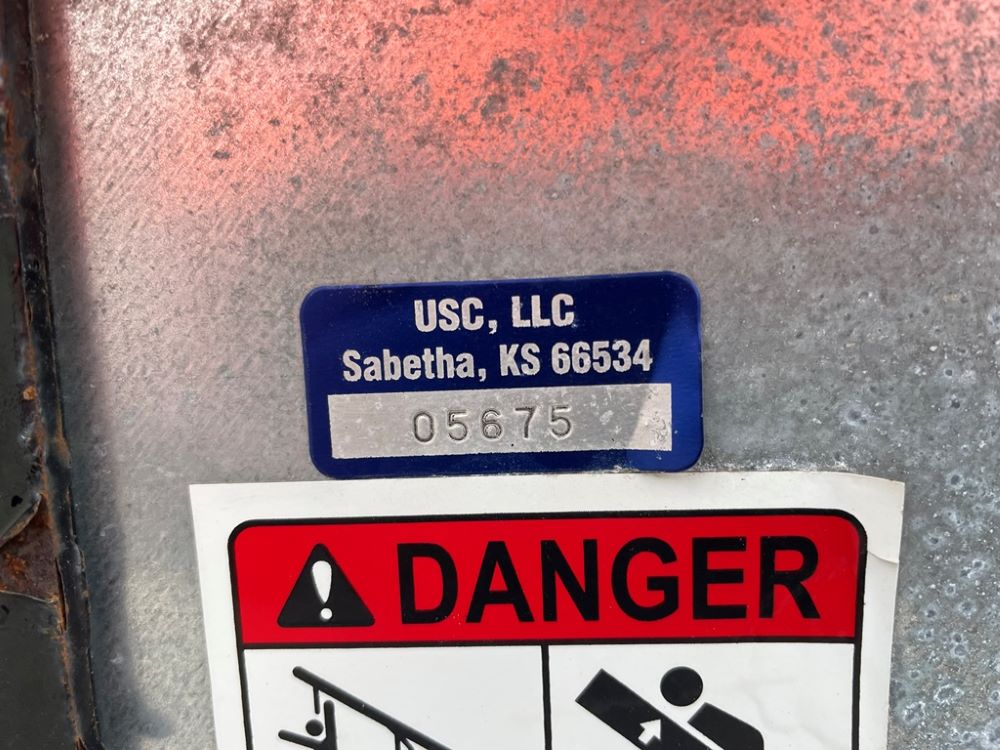 USC, LLC
Sabetha, KS 66534
05675
DANGER